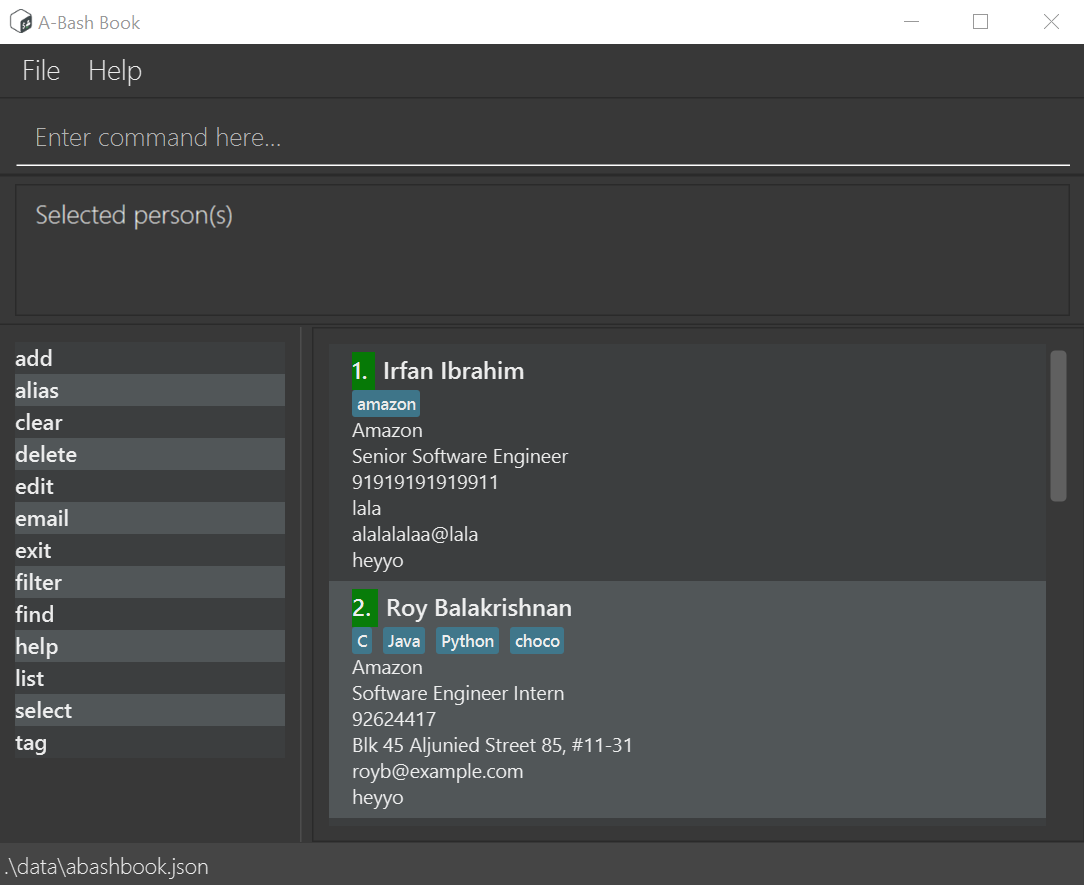 A-Bash Book
File Help
Enter command here...
Selected person(s)
add
alias
clear
delete
edit
email
exit
filter
find
help
list
select
tag
1. Irfan Ibrahim
amazon
Amazon
Senior Software Engineer
91919191919911
lala
alalalalaa@lala
heyyo
2. Roy Balakrishnan
C Java Python choco
Amazon
Software Engineer Intern
92624417
Blk 45 Aljunied Street 85, #11-31
royb@example.com
heyyo
.\data\abashbook.json